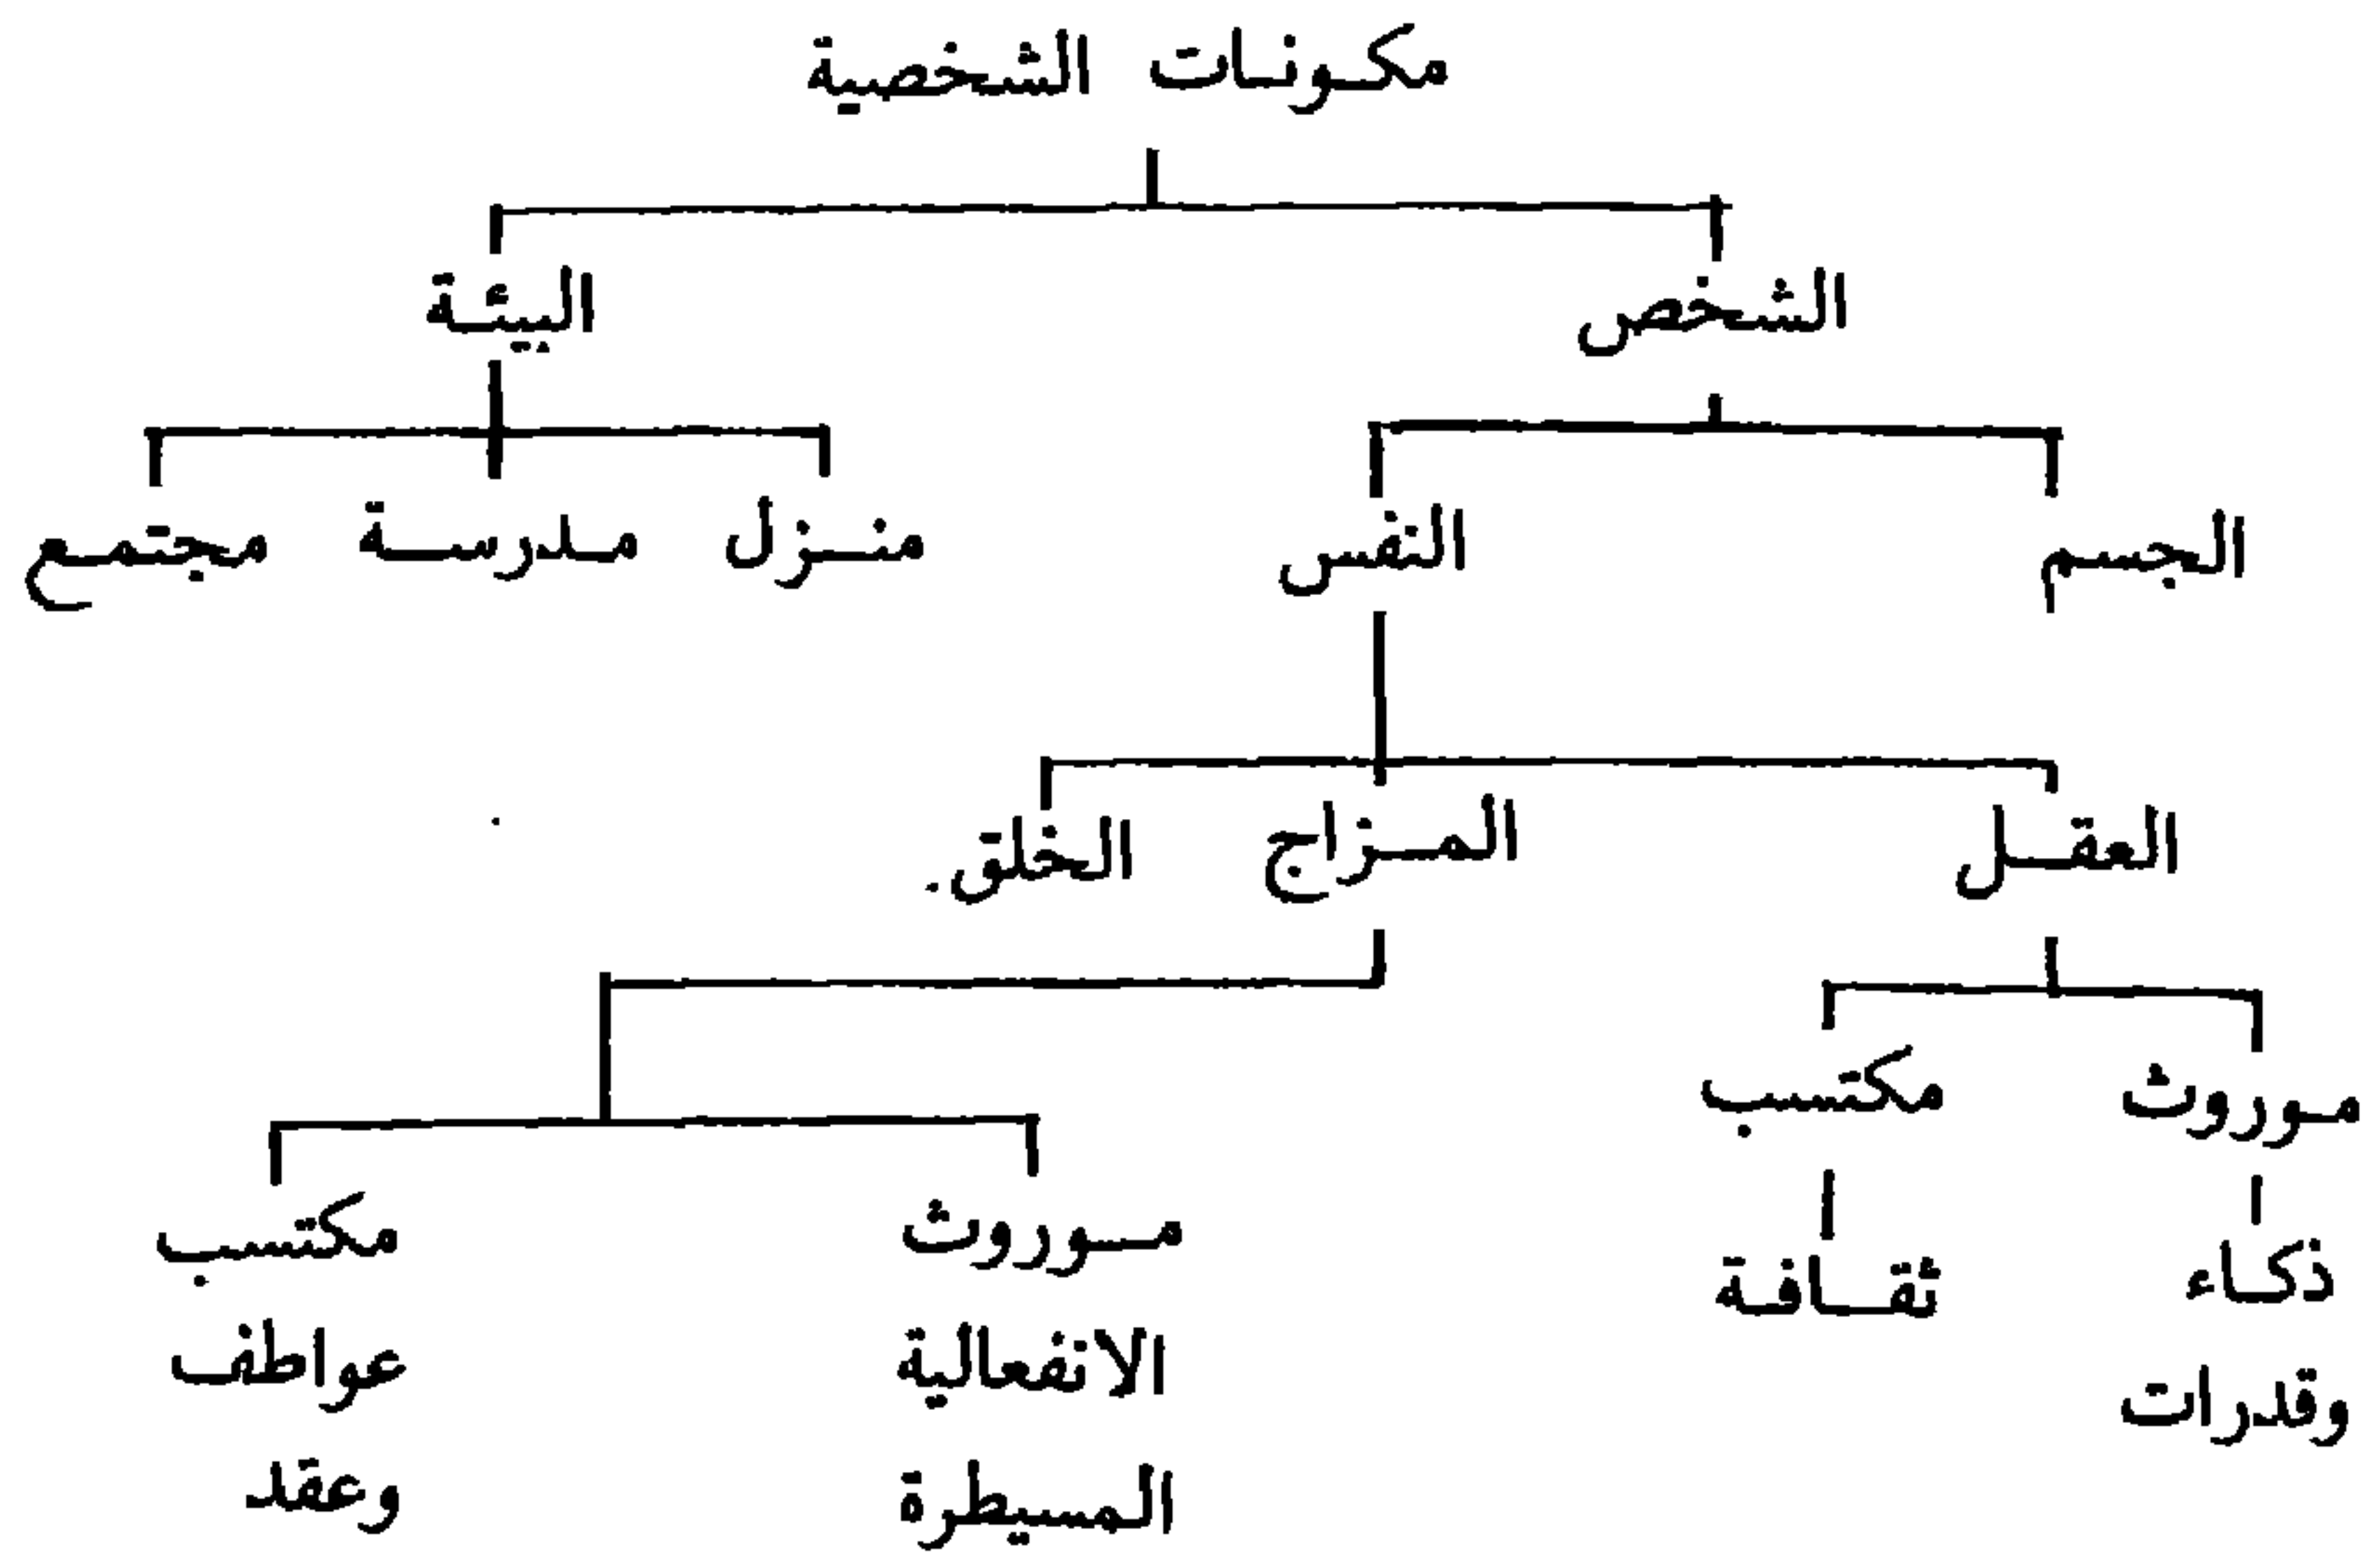 مكونات الشخصية
الشخص
البيئة
الجسم
النفس
منزل
مدرسة
مجتمع
العقل
المزاج
الخلق.
موروث
مكتسب
ذكاء
وقدرات
ثقافة
موروث
الانفعالية
المسيطرة
مكتسب
عواطف
وعقد